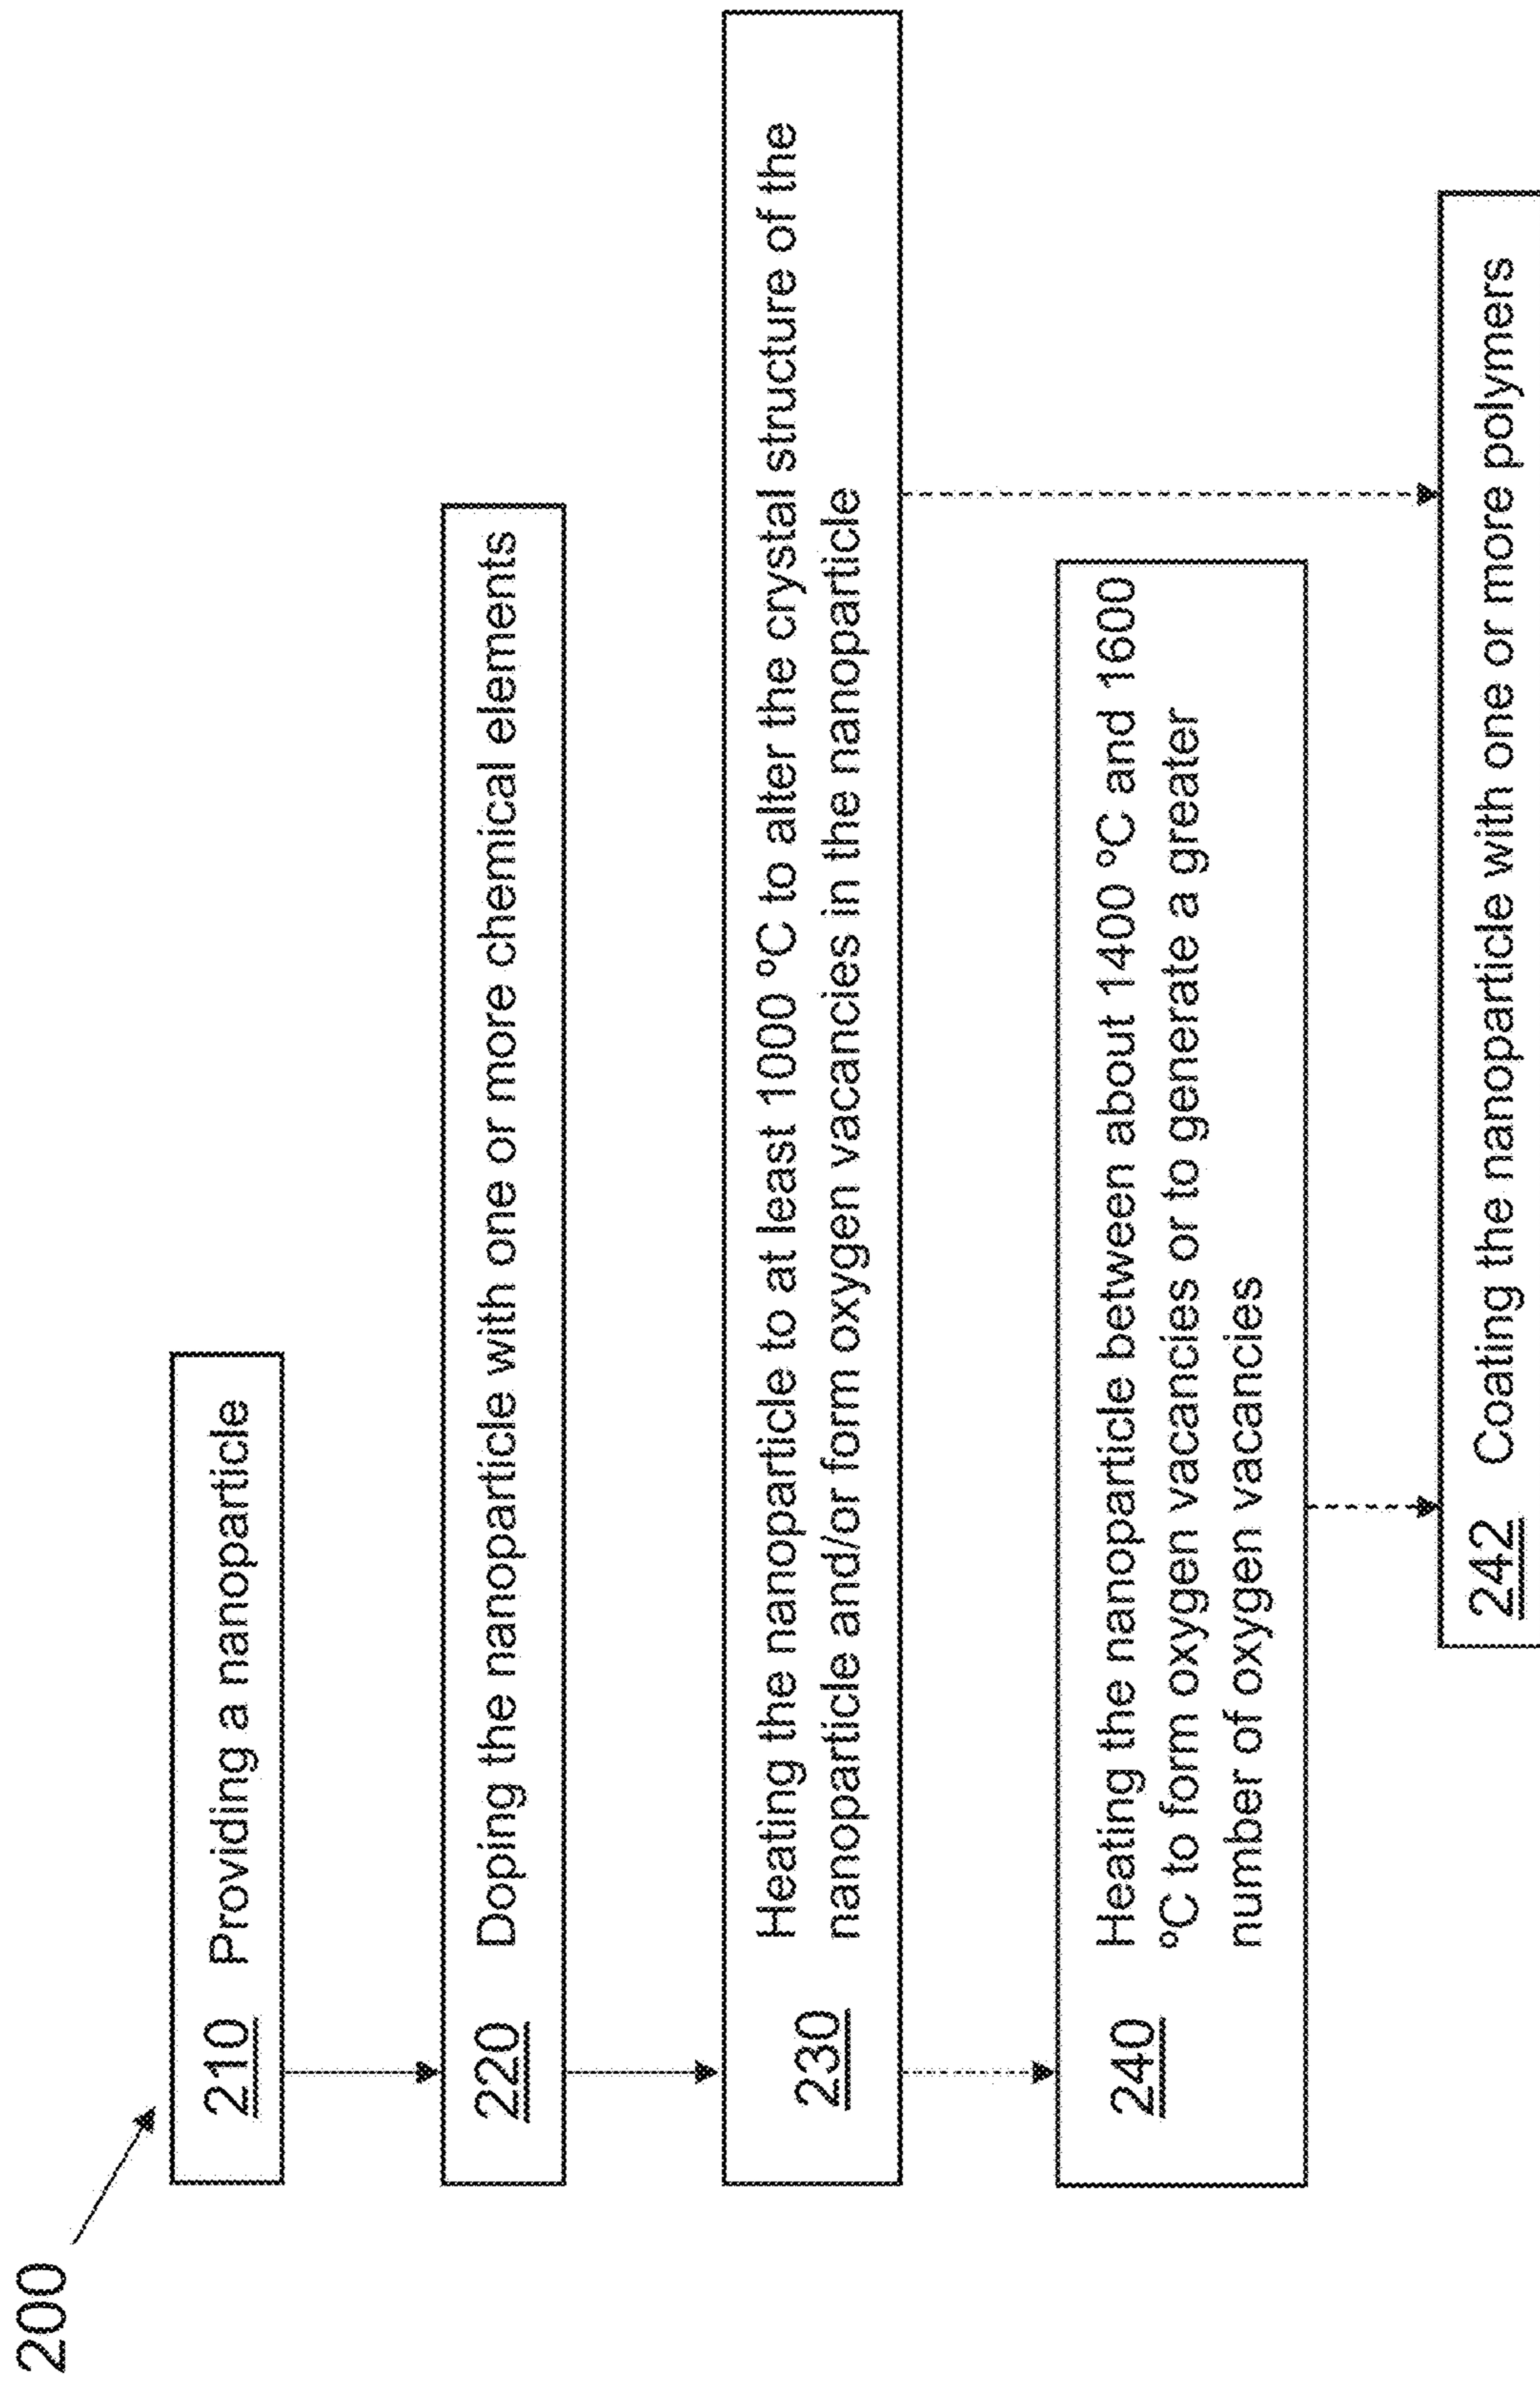 200
210 Providing a nanoparticle
220 Doping the nanoparticle with one or more chemical elements
230 Heating the nanoparticle to at least 1000 ºC to alter the crystal structure of the
nanoparticle and/or form oxygen vacancies in the nanoparticle
240 Heating the nanoparticle between about 1400 ºC and 1600
ºC to form oxygen vacancies or to generate a greater
number of oxygen vacancies
242 Coating the nanoparticle with one or more polymers